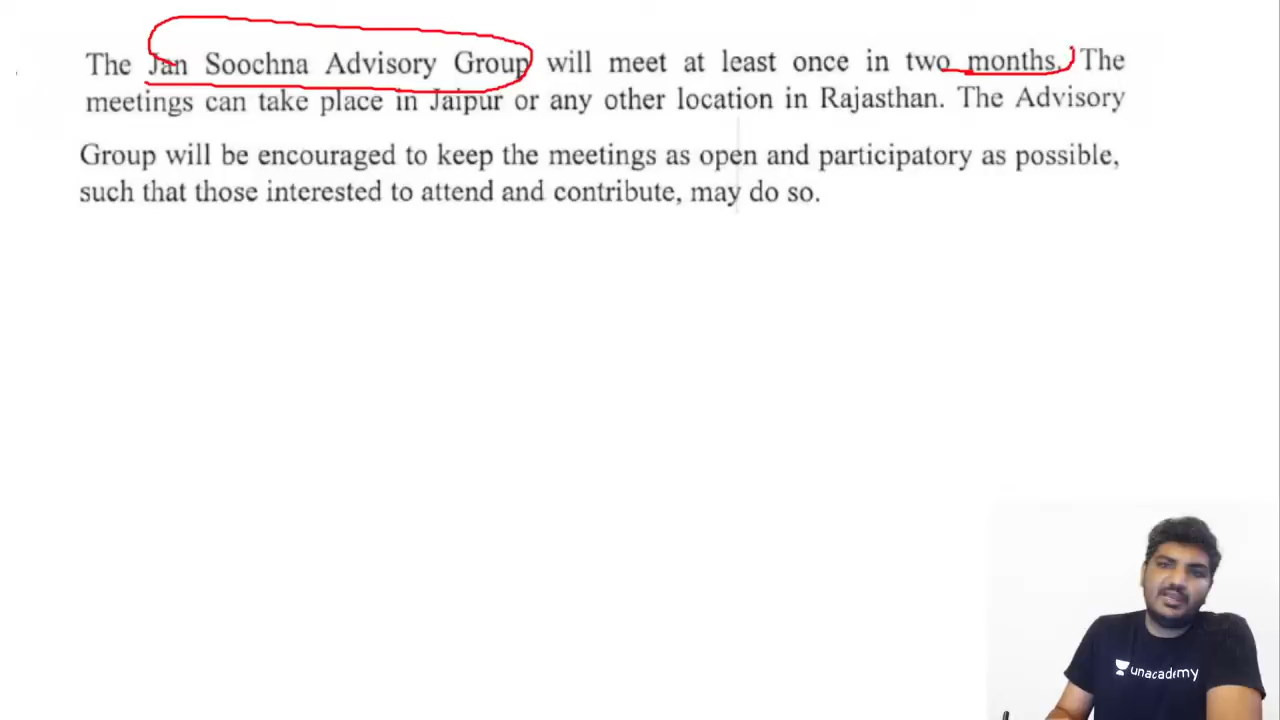 The Jan Soochna Advisory Group will meet at least once in two months. The
meetings can take place in Jaipur or any other location in Rajasthan. The Advisory
Group will be encouraged to keep the meetings as open and participatory as possible,
such that those interested to attend and contribute, may do so.
unacademy